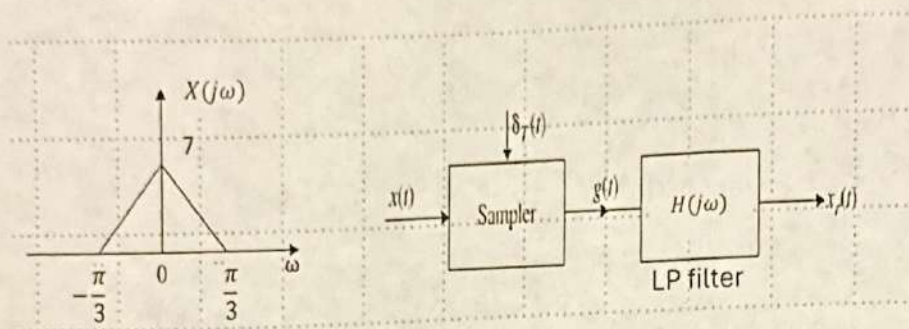 X(jω)
7
-π/3 0 π/3 ω
δT(t)
x(t) Sampler g(t) H(jω) xr(t)
LP filter